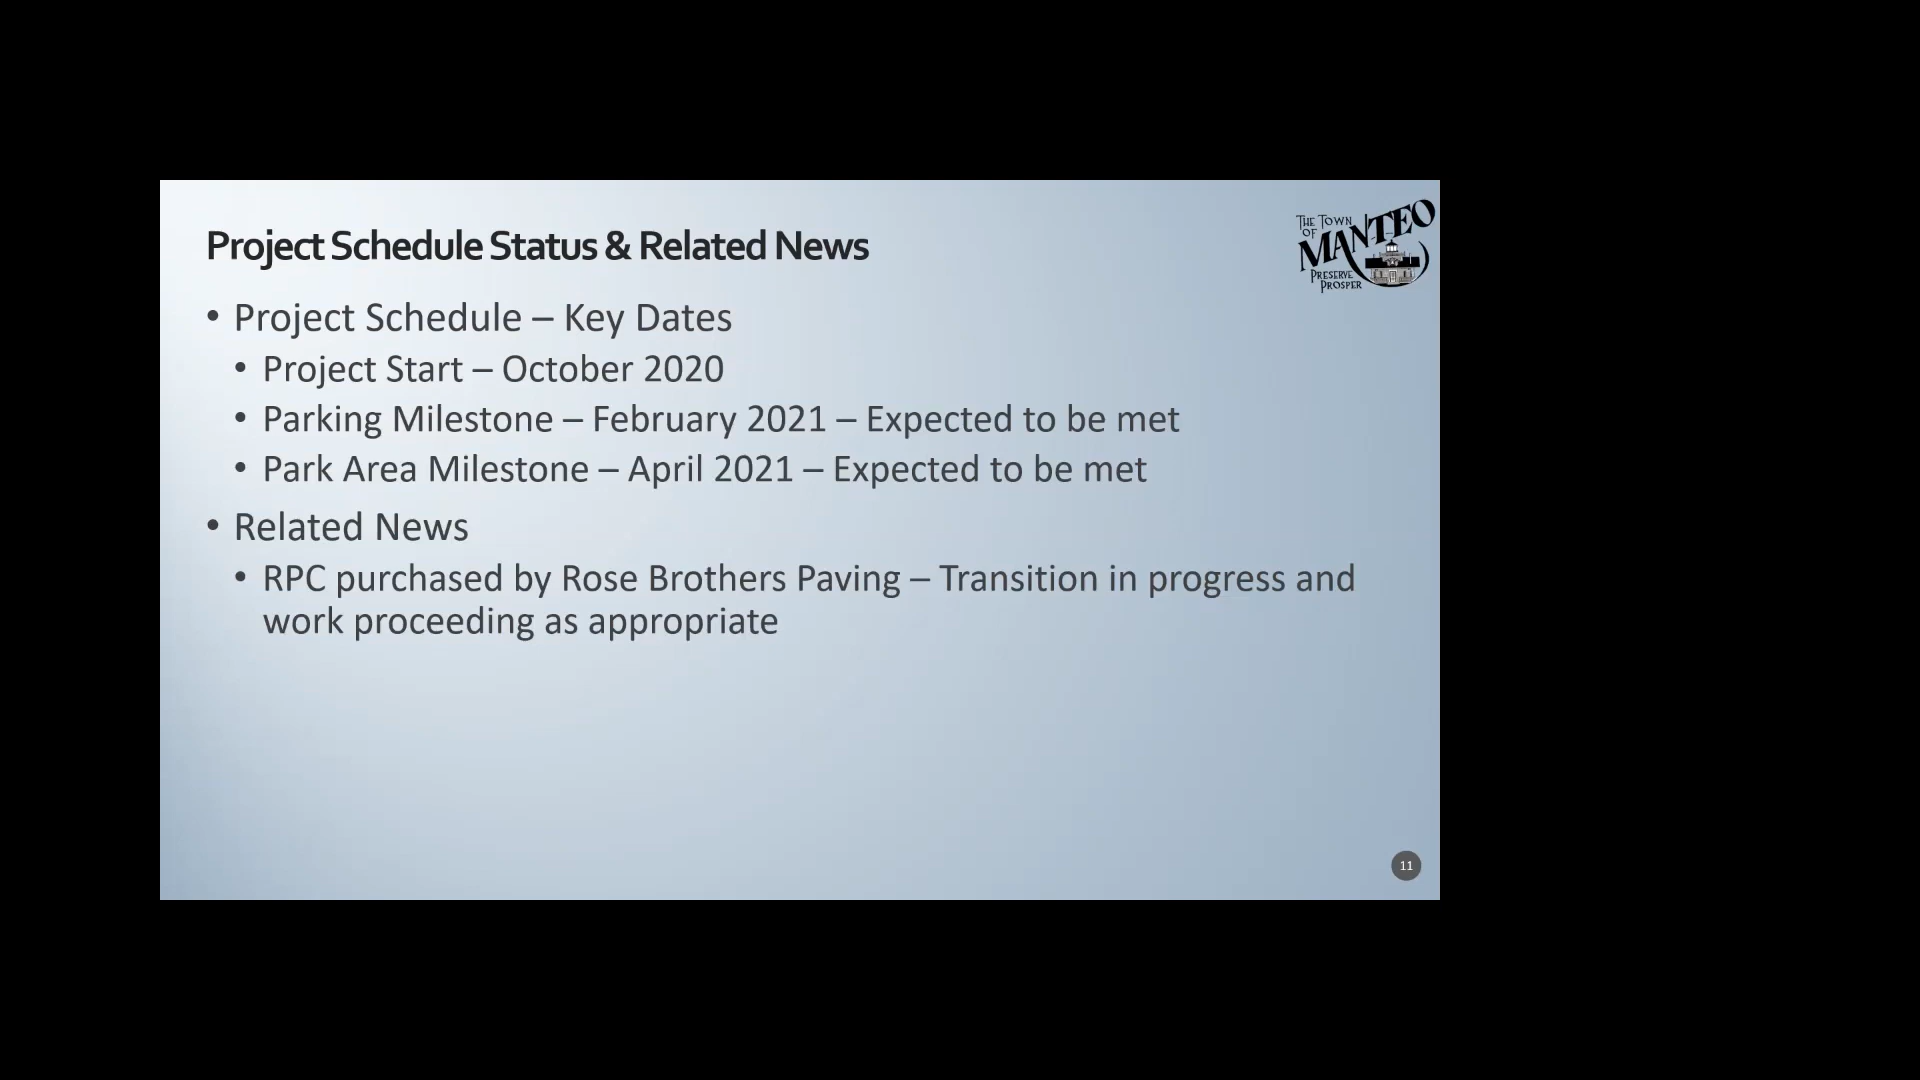 Project Schedule Status & Related News
THE TOWN
OF
MANTEO
PRESERVE
PROSPER
• Project Schedule – Key Dates
• Project Start – October 2020
• Parking Milestone – February 2021 – Expected to be met
• Park Area Milestone – April 2021 – Expected to be met
• Related News
• RPC purchased by Rose Brothers Paving – Transition in progress and
work proceeding as appropriate
11